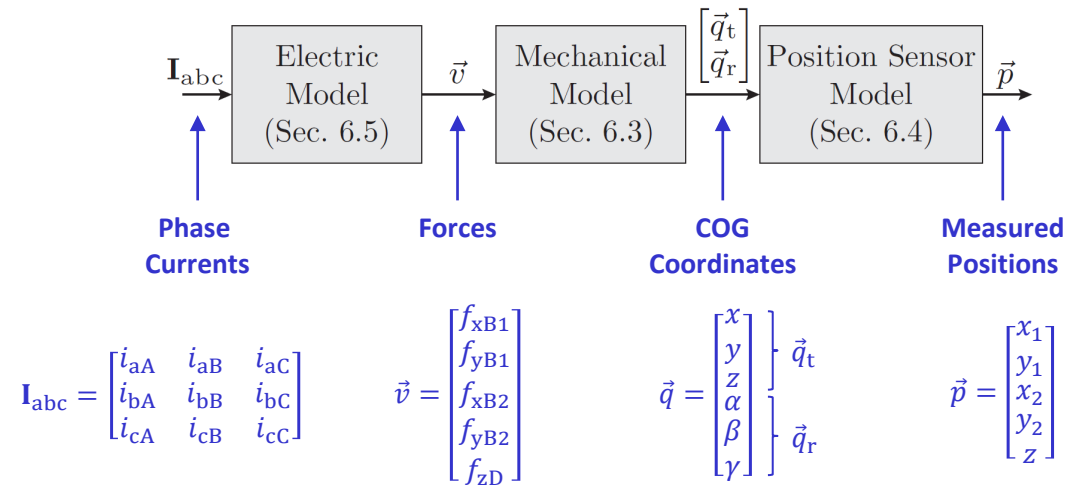 I_abc
Electric
Model
(Sec. 6.5)
v⃗
Mechanical
Model
(Sec. 6.3)
[q⃗_t
q⃗_r]
Position Sensor
Model
(Sec. 6.4)
p⃗
Phase
Currents
Forces
COG
Coordinates
Measured
Positions
I_abc = [i_aA i_aB i_aC
i_bA i_bB i_bC
i_cA i_cB i_cC]
v⃗ = [f_xB1
f_yB1
f_xB2
f_yB2
f_zD]
q⃗ = [x
y
z
α
β
γ]
q⃗_t
q⃗_r
p⃗ = [x_1
y_1
x_2
y_2
z]